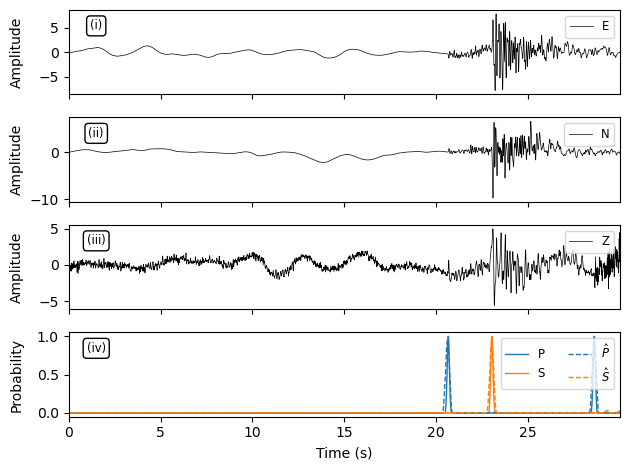 Amplitude
5
0
−5
(i)
E
Amplitude
0
−10
(ii)
N
Amplitude
5
0
−5
(iii)
Z
Probability
1.0
0.5
0.0
(iv)
P P̂
S Ŝ
0 5 10 15 20 25
Time (s)